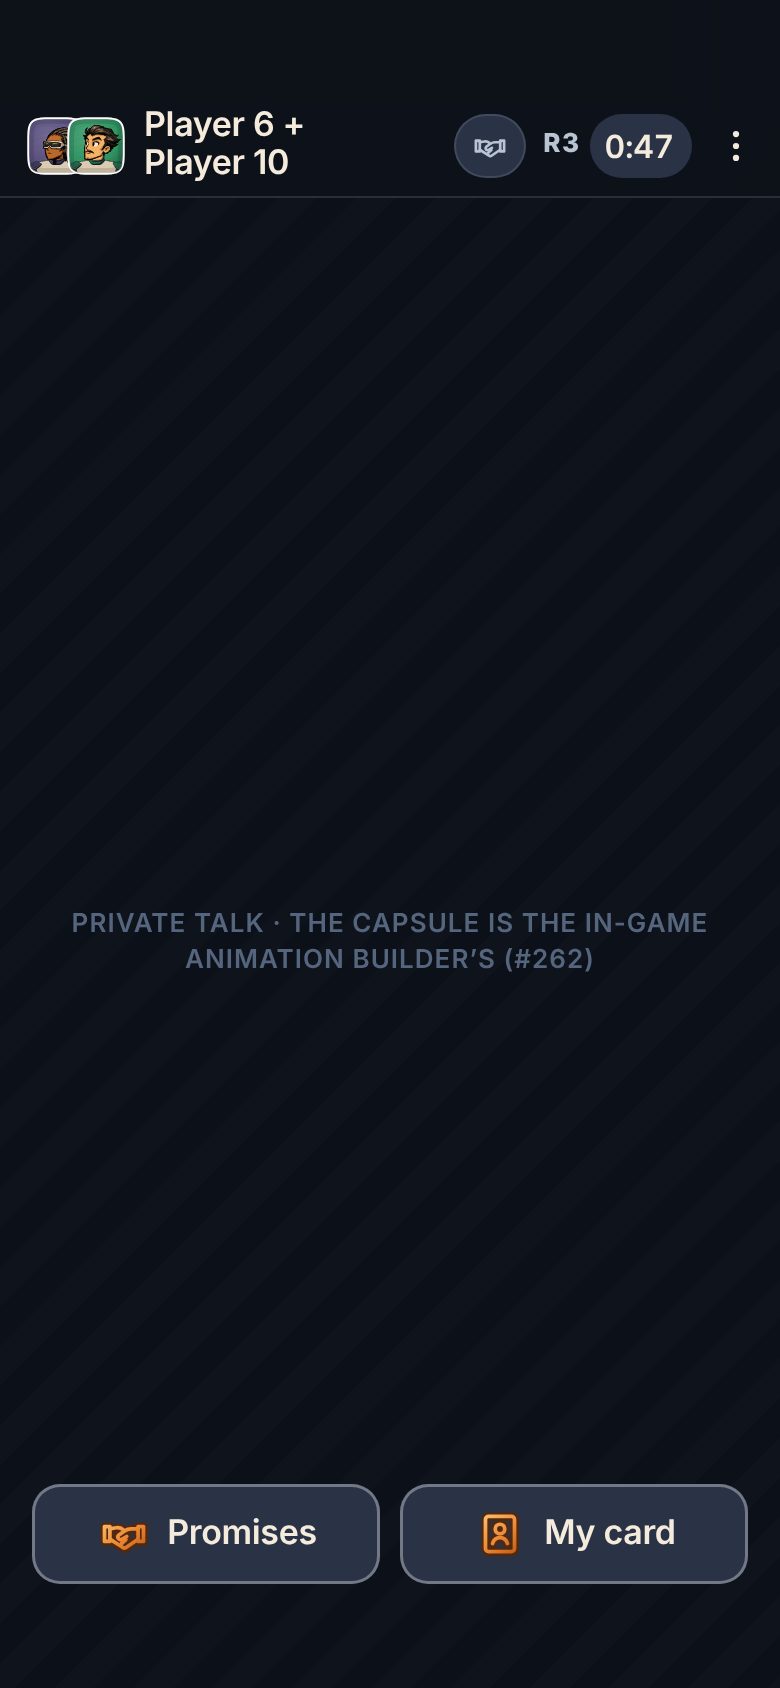 Player 6 +
Player 10
R3
0:47
PRIVATE TALK · THE CAPSULE IS THE IN-GAME
ANIMATION BUILDER’S (#262)
Promises
My card